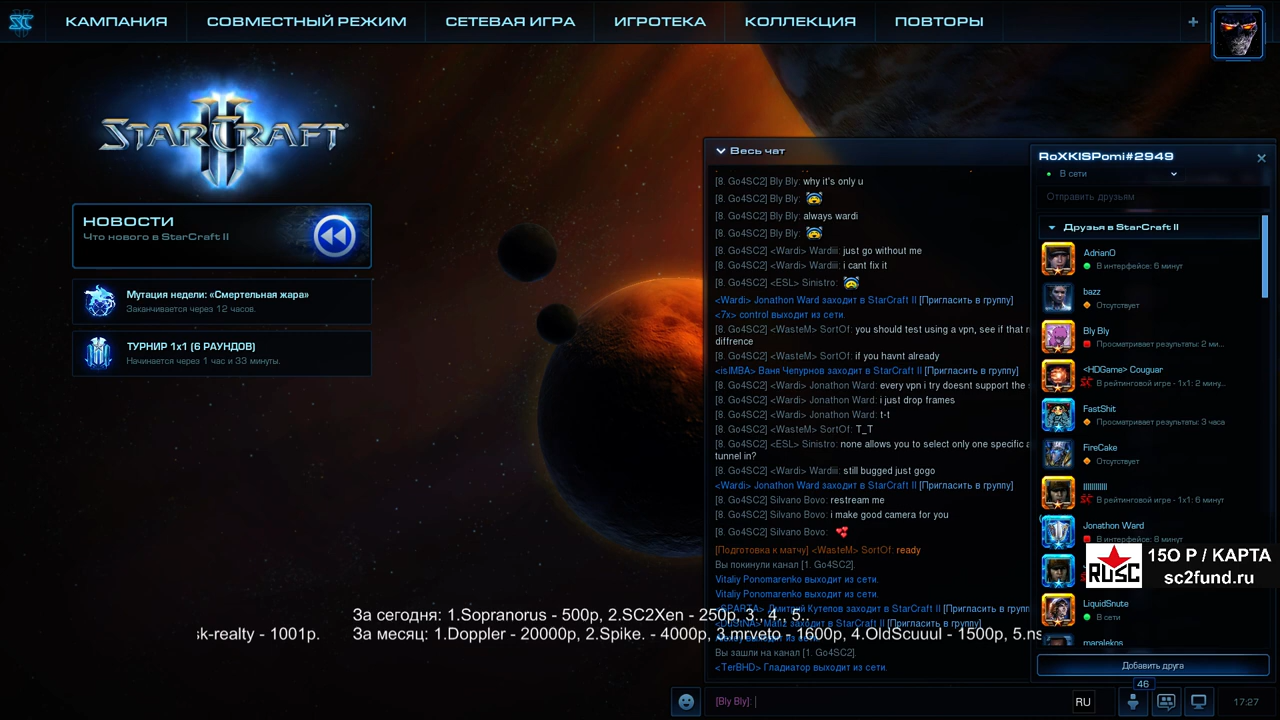 КАМПАНИЯ
СОВМЕСТНЫЙ РЕЖИМ
СЕТЕВАЯ ИГРА
ИГРОТЕКА
КОЛЛЕКЦИЯ
ПОВТОРЫ
STARCRAFT
II
НОВОСТИ
Что нового в StarCraft II
Мутация недели: «Смертельная жара»
Заканчивается через 12 часов.
ТУРНИР 1x1 (6 РАУНДОВ)
Начинается через 1 час и 33 минуты.
Весь чат
[8. Go4SC2] Bly Bly: why it's only u
[8. Go4SC2] Bly Bly:
[8. Go4SC2] Bly Bly: always wardi
[8. Go4SC2] Bly Bly:
[8. Go4SC2] <Wardi> Wardiii: just go without me
[8. Go4SC2] <Wardi> Wardiii: i cant fix it
[8. Go4SC2] <ESL> Sinistro:
<Wardi> Jonathon Ward заходит в StarCraft II [Пригласить в группу]
<7x> control выходит из сети.
[8. Go4SC2] <WasteM> SortOf: you should test using a vpn, see if that
diffrence
[8. Go4SC2] <WasteM> SortOf: if you havnt already
<isIMBA> Ваня Чепурнов заходит в StarCraft II [Пригласить в группу]
[8. Go4SC2] <Wardi> Jonathon Ward: every vpn i try doesnt support the
[8. Go4SC2] <Wardi> Jonathon Ward: i just drop frames
[8. Go4SC2] <Wardi> Jonathon Ward: t-t
[8. Go4SC2] <WasteM> SortOf: T_T
[8. Go4SC2] <ESL> Sinistro: none allows you to select only one specific a
tunnel in?
[8. Go4SC2] <Wardi> Wardiii: still bugged just gogo
<Wardi> Jonathon Ward заходит в StarCraft II [Пригласить в группу]
[8. Go4SC2] Silvano Bovo: restream me
[8. Go4SC2] Silvano Bovo: i make good camera for you
[8. Go4SC2] Silvano Bovo:
[Подготовка к матчу] <WasteM> SortOf: ready
Вы покинули канал [1. Go4SC2].
Vitaliy Ponomarenko выходит из сети.
Vitaliy Ponomarenko выходит из сети.
<SPARTA> Дмитрий Кутепов заходит в StarCraft II [Пригласить в групп
заходит в StarCraft II [Пригласить в группу]
Вы зашли на канал [1. Go4SC2].
<TerBHD> Гладиатор выходит из сети.
[Bly Bly]:
RU
За сегодня: 1.Sopranorus - 500р, 2.SC2Xen - 250р, 3. 4., 5.
sk-realty - 1001р.
За месяц: 1.Doppler - 20000р, 2.Spike. - 4000р, 3.mrveto - 1600р, 4.OldScuuul - 1500р, 5.ns
RoXKISPomi#2949
В сети
Отправить друзьям
Друзья в StarCraft II
AdrianO
В интерфейсе: 6 минут
bazz
Отсутствует
Bly Bly
Просматривает результаты: 2 ми...
<HDGame> Couguar
В рейтинговой игре - 1x1: 2 мину...
FastShit
Просматривает результаты: 3 часа
FireCake
Отсутствует
В рейтинговой игре - 1x1: 6 минут
Jonathon Ward
В интерфейсе: 8 минут
RUSC
150 Р / КАРТА
sc2fund.ru
LiquidSnute
В сети
maralekos
Добавить друга
46
17:27